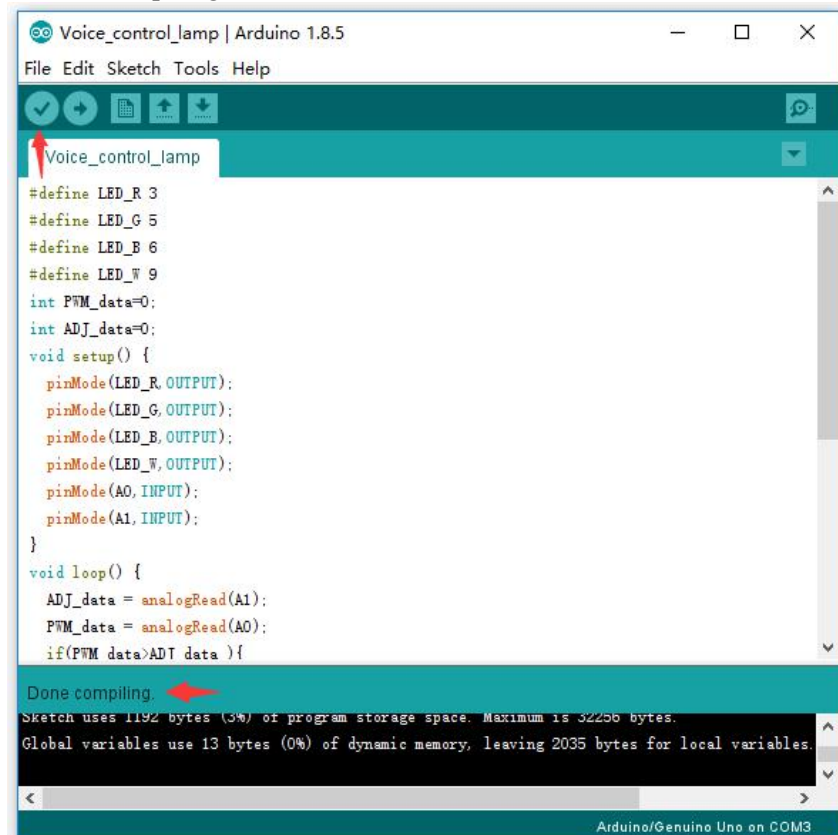 Voice_control_lamp | Arduino 1.8.5
File Edit Sketch Tools Help
Voice_control_lamp
#define LED_R 3
#define LED_G 5
#define LED_B 6
#define LED_W 9
int PWM_data=0;
int ADJ_data=0;
void setup() {
pinMode(LED_R,OUTPUT);
pinMode(LED_G,OUTPUT);
pinMode(LED_B,OUTPUT);
pinMode(LED_W,OUTPUT);
pinMode(A0,INPUT);
pinMode(A1,INPUT);
}
void loop() {
ADJ_data = analogRead(A1);
PWM_data = analogRead(A0);
if(PWM_data>ADJ_data ){
Done compiling.
Sketch uses 1192 bytes (3%) of program storage space. Maximum is 32256 bytes.
Global variables use 13 bytes (0%) of dynamic memory, leaving 2035 bytes for local variables.
Arduino/Genuino Uno on COM3